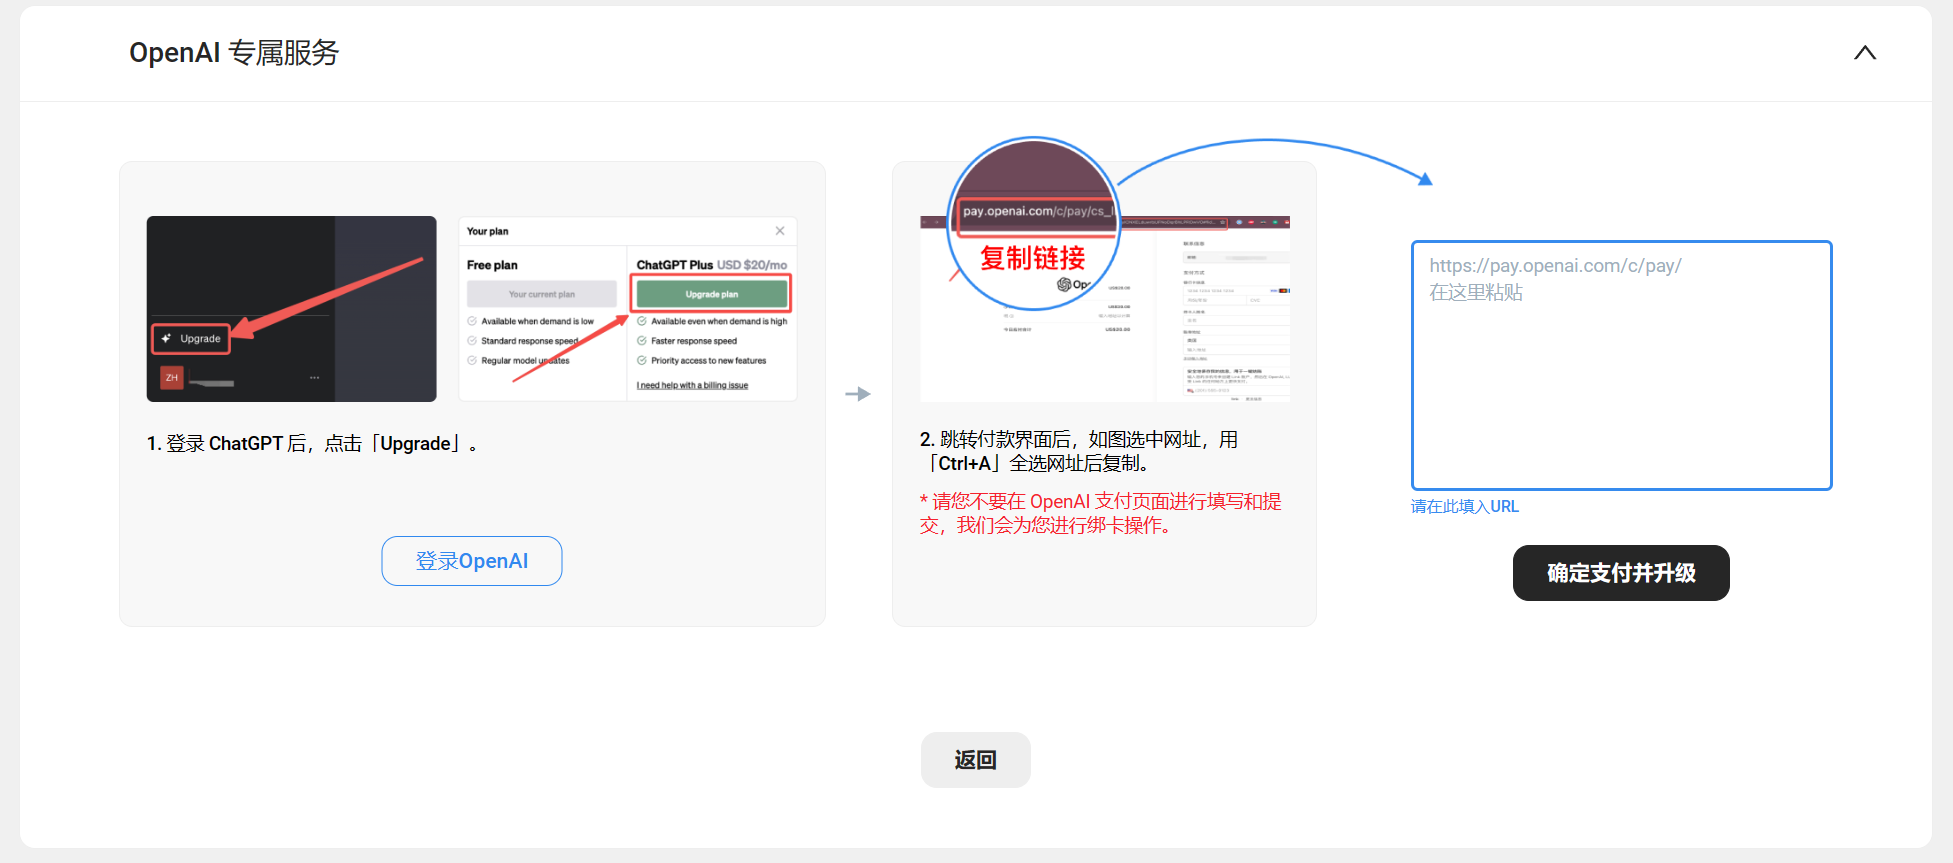 OpenAI 专属服务
Upgrade
ZH
Your plan
Free plan
Your current plan
Available when demand is low
Standard response speed
Regular model updates
ChatGPT Plus USD $20/mo
Upgrade plan
Available even when demand is high
Faster response speed
Priority access to new features
I need help with a billing issue
1. 登录 ChatGPT 后，点击「Upgrade」。
登录OpenAI
pay.openai.com/c/pay/cs_
复制链接
2. 跳转付款界面后，如图选中网址，用
「Ctrl+A」全选网址后复制。
* 请您不要在 OpenAI 支付页面进行填写和提
交，我们会为您进行绑卡操作。
https://pay.openai.com/c/pay/
在这里粘贴
请在此填入URL
确定支付并升级
返回